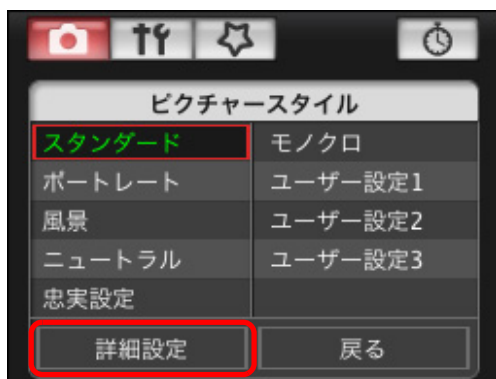 ピクチャースタイル
スタンダード モノクロ
ポートレート ユーザー設定1
風景 ユーザー設定2
ニュートラル ユーザー設定3
忠実設定
詳細設定 戻る